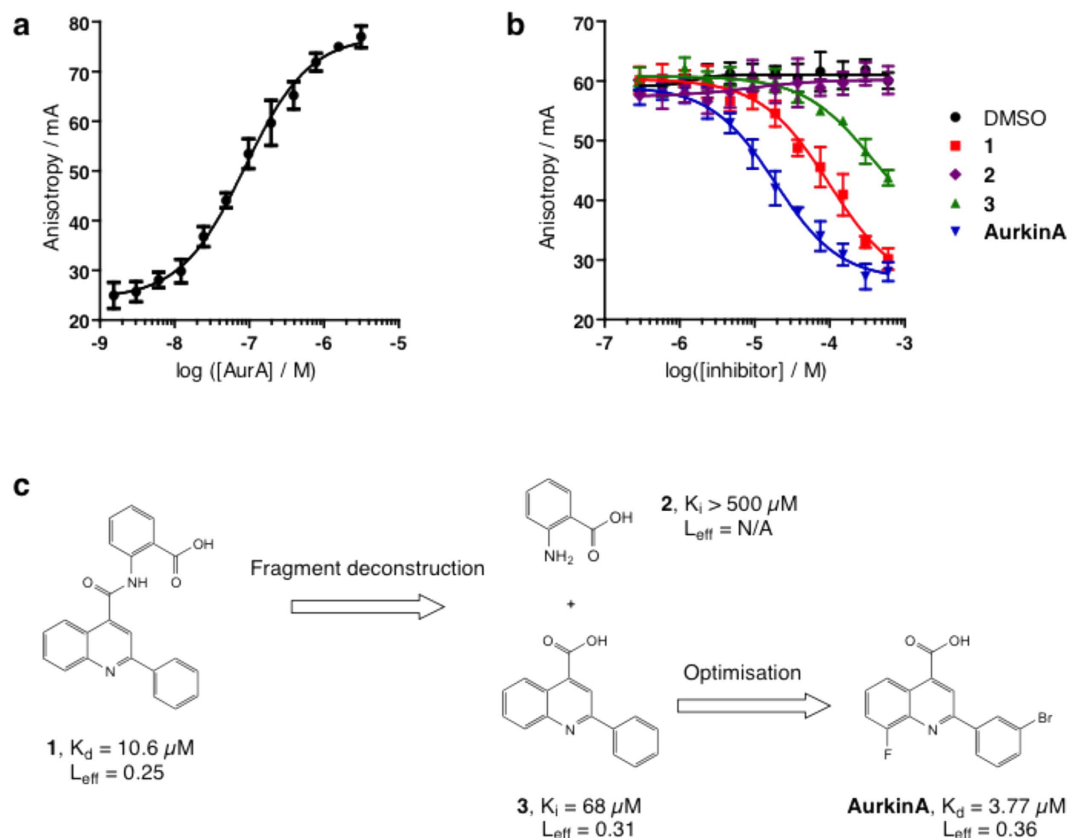 a
80
70
60
50
40
30
20
Anisotropy / mA
-9
-8
-7
-6
-5
log ([AurA] / M)
b
70
60
50
40
30
20
Anisotropy / mA
-7
-6
-5
-4
-3
log([inhibitor] / M)
DMSO
1
2
3
AurkinA
c
OH
O
NH
O
N
1, Kd = 10.6 µM
Leff = 0.25
Fragment deconstruction
OH
NH2
O
2, Ki > 500 µM
Leff = N/A
+
O
OH
N
3, Ki = 68 µM
Leff = 0.31
Optimisation
O
OH
N
F
Br
AurkinA, Kd = 3.77 µM
Leff = 0.36